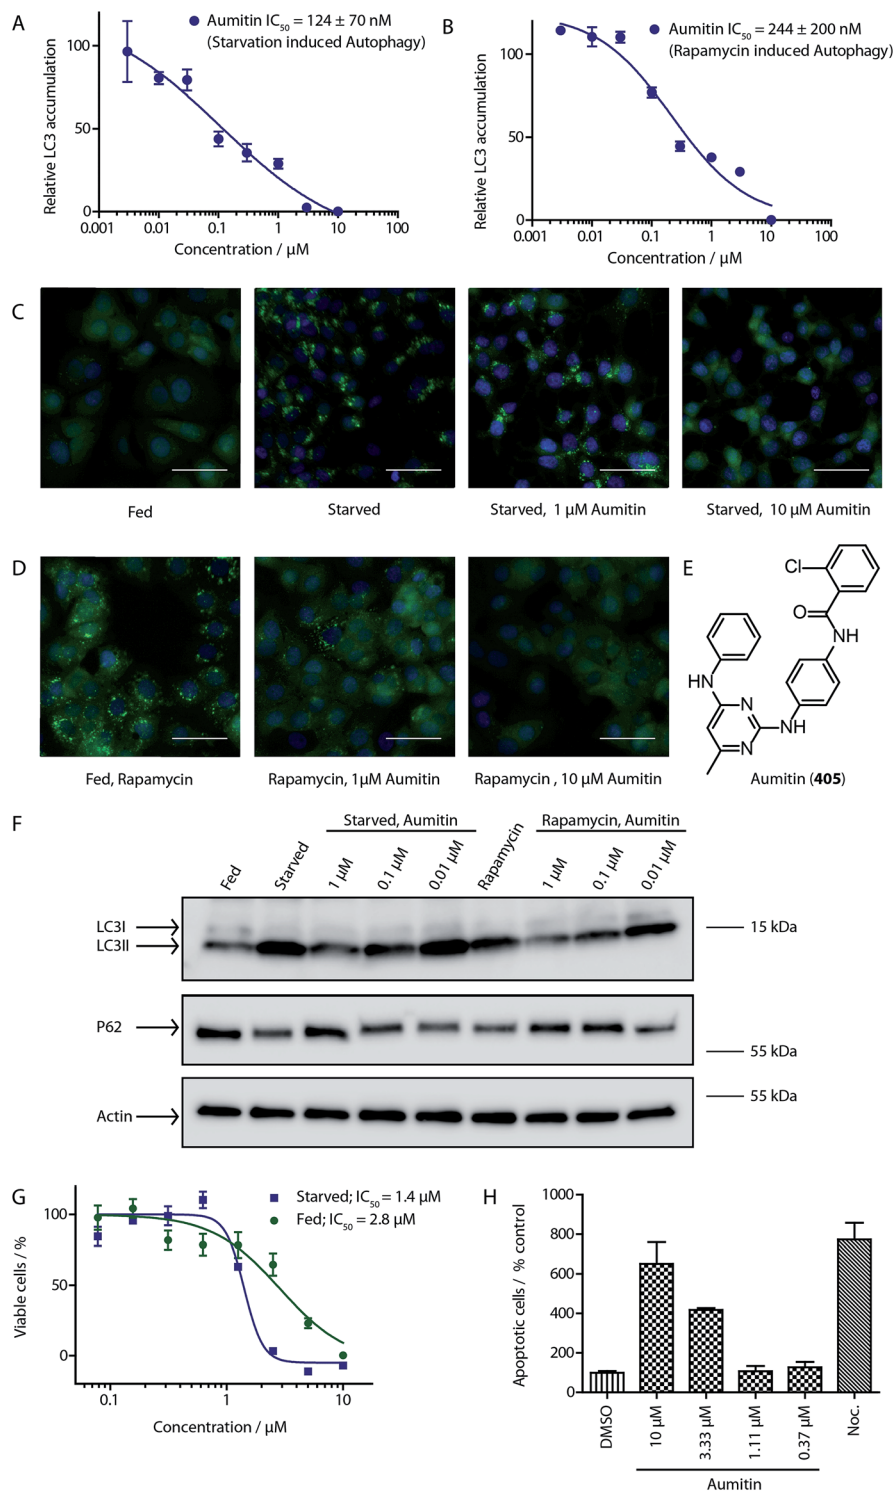 A
Aumitin IC50 = 124 ± 70 nM
(Starvation induced Autophagy)
Relative LC3 accumulation
100
50
0
0.001
0.01
0.1
1
10
100
Concentration / μM
B
Aumitin IC50 = 244 ± 200 nM
(Rapamycin induced Autophagy)
Relative LC3 accumulation
100
50
0
0.001
0.01
0.1
1
10
100
Concentration / μM
C
Fed
Starved
Starved, 1 μM Aumitin
Starved, 10 μM Aumitin
D
Fed, Rapamycin
Rapamycin, 1μM Aumitin
Rapamycin , 10 μM Aumitin
E
Cl
O
NH
HN
N
N
NH
Aumitin (405)
F
Starved, Aumitin
Rapamycin, Aumitin
Fed
Starved
1 μM
0.1 μM
0.01 μM
Rapamycin
1 μM
0.1 μM
0.01 μM
LC3I
LC3II
15 kDa
P62
55 kDa
55 kDa
Actin
G
Starved; IC50 = 1.4 μM
Fed; IC50 = 2.8 μM
Viable cells / %
100
50
0
0.1
1
10
Concentration / μM
H
Apoptotic cells / % control
1000
800
600
400
200
0
DMSO
10 μM
3.33 μM
1.11 μM
0.37 μM
Noc.
Aumitin